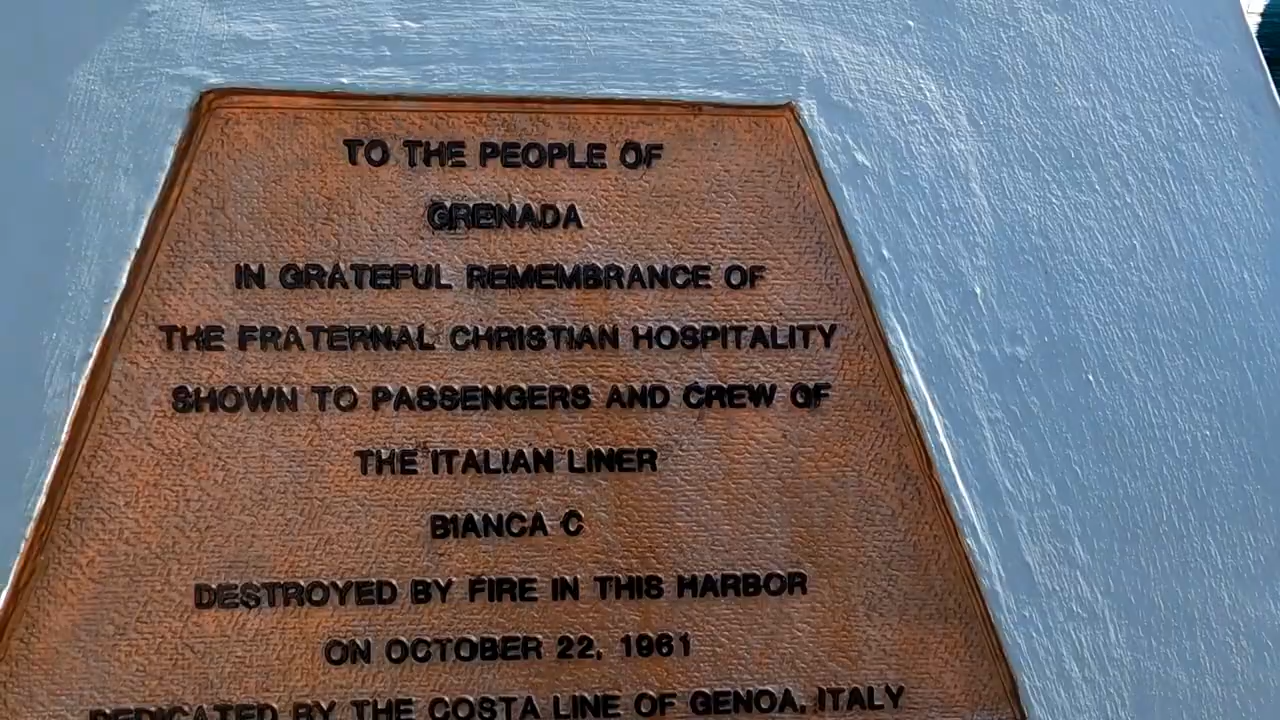 TO THE PEOPLE OF
GRENADA
IN GRATEFUL REMEMBRANCE OF
THE FRATERNAL CHRISTIAN HOSPITALITY
SHOWN TO PASSENGERS AND CREW OF
THE ITALIAN LINER
BIANCA C
DESTROYED BY FIRE IN THIS HARBOR
ON OCTOBER 22, 1961
DEDICATED BY THE COSTA LINE OF GENOA, ITALY